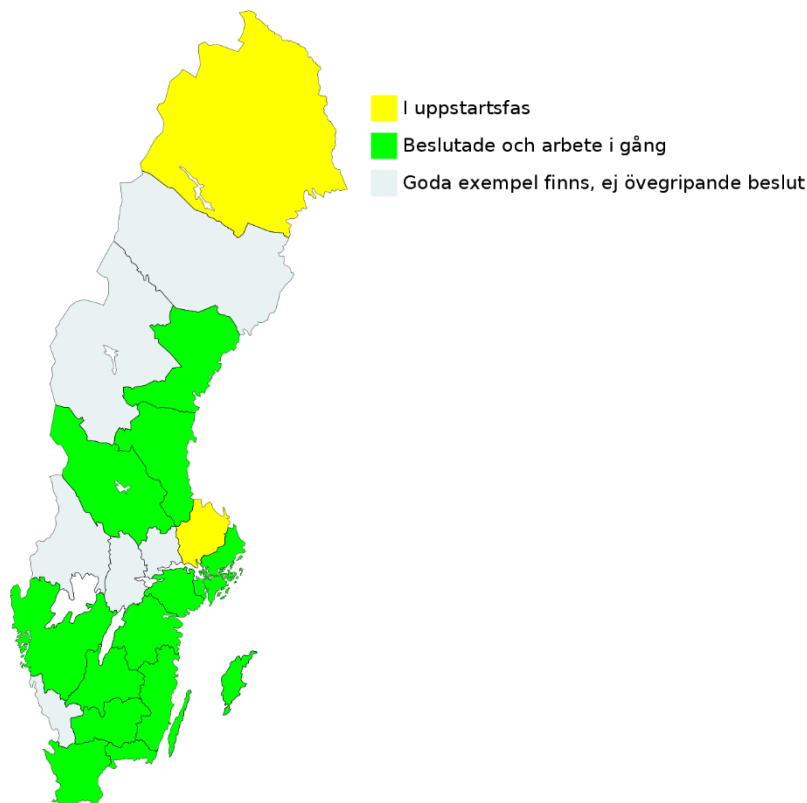 I uppstartsfas
Beslutade och arbete i gång
Goda exempel finns, ej övegripande beslut